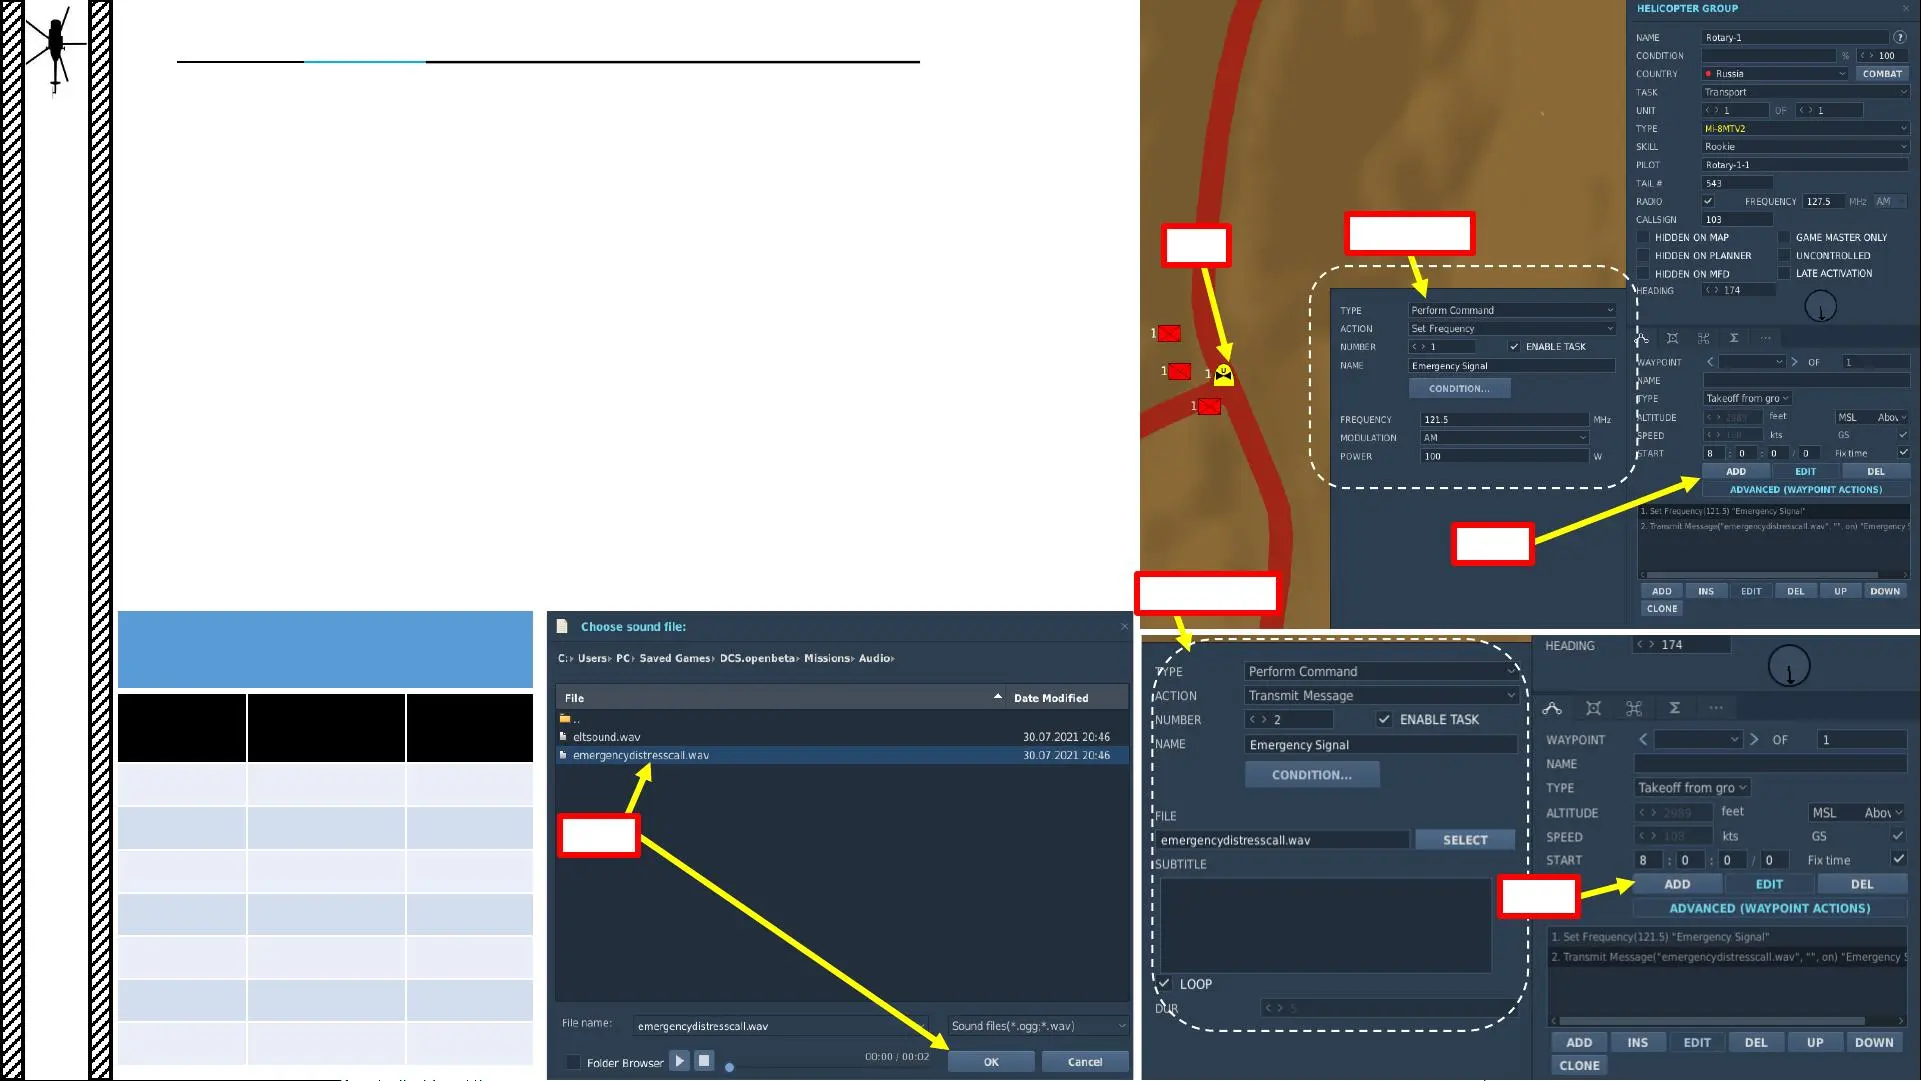 HELICOPTER GROUP
NAME Rotary-1 ?
CONDITION % < > 100
COUNTRY Russia COMBAT
TASK Transport
UNIT < > 1 OF < > 1
TYPE Mi-8MTV2
SKILL Rookie
PILOT Rotary-1-1
TAIL # 543
RADIO FREQUENCY 127.5 MHz AM
CALLSIGN 103
HIDDEN ON MAP GAME MASTER ONLY
HIDDEN ON PLANNER UNCONTROLLED
HIDDEN ON MFD LATE ACTIVATION
HEADING < > 174
WAYPOINT < > OF 1
NAME
TYPE Takeoff from gro
ALTITUDE < > 2989 feet MSL Abov
SPEED < > 108 kts GS
START 8 : 0 : 0 / 0 Fix time
ADD EDIT DEL
ADVANCED (WAYPOINT ACTIONS)
1. Set Frequency(121.5) "Emergency Signal"
2. Transmit Message("emergencydistresscall.wav", "", on) "Emergency S
ADD INS EDIT DEL UP DOWN
CLONE
1
1
1
1
U
TYPE Perform Command
ACTION Set Frequency
NUMBER < > 1 ENABLE TASK
NAME Emergency Signal
CONDITION...
FREQUENCY 121.5 MHz
MODULATION AM
POWER 100 W
Choose sound file:
C: Users PC Saved Games DCS.openbeta Missions Audio
File Date Modified
..
eltsound.wav 30.07.2021 20:46
emergencydistresscall.wav 30.07.2021 20:46
File name: emergencydistresscall.wav Sound files(*.ogg;*.wav)
Folder Browser 00:00 / 00:02 OK Cancel
TYPE Perform Command
ACTION Transmit Message
NUMBER < > 2 ENABLE TASK
NAME Emergency Signal
CONDITION...
FILE
emergencydistresscall.wav SELECT
SUBTITLE
LOOP
DUR < > 5
HEADING < > 174
WAYPOINT < > OF 1
NAME
TYPE Takeoff from gro
ALTITUDE < > 2989 feet MSL Abov
SPEED < > 108 kts GS
START 8 : 0 : 0 / 0 Fix time
ADD EDIT DEL
ADVANCED (WAYPOINT ACTIONS)
1. Set Frequency(121.5) "Emergency Signal"
2. Transmit Message("emergencydistresscall.wav", "", on) "Emergency S
ADD INS EDIT DEL UP DOWN
CLONE